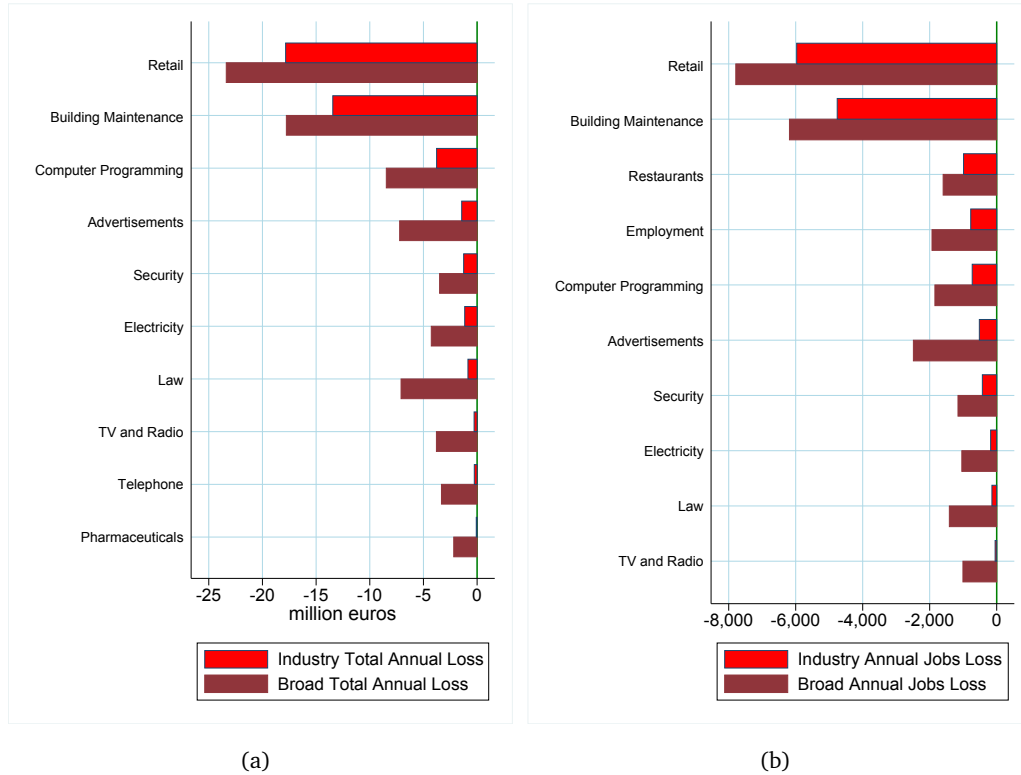 Retail
Building Maintenance
Computer Programming
Advertisements
Security
Electricity
Law
TV and Radio
Telephone
Pharmaceuticals
-25 -20 -15 -10 -5 0
million euros
Industry Total Annual Loss
Broad Total Annual Loss
(a)
Retail
Building Maintenance
Restaurants
Employment
Computer Programming
Advertisements
Security
Electricity
Law
TV and Radio
-8,000 -6,000 -4,000 -2,000 0
Industry Annual Jobs Loss
Broad Annual Jobs Loss
(b)